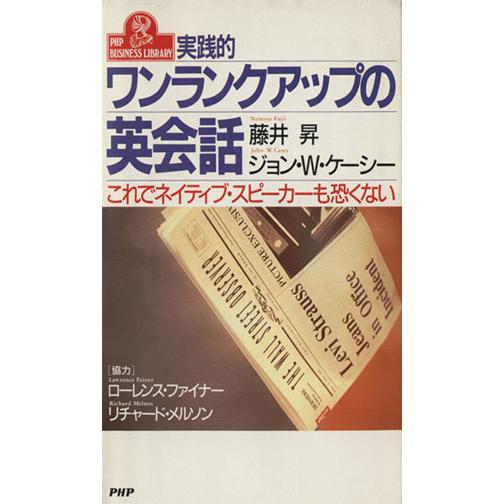 PHP
BUSINESS LIBRARY
実践的
ワンランクアップの
英会話
Noboru Fujii
藤井 昇
John W. Casey
ジョン・W・ケーシー
これでネイティブ・スピーカーも恐くない
PICTURE EXCLUSIVE
THE WALL STREET OBSERVER
Levi Strauss
Jeans
in Office
Incident
[協力]
Lawrence Feiner
ローレンス・ファイナー
Richard Melson
リチャード・メルソン
PHP